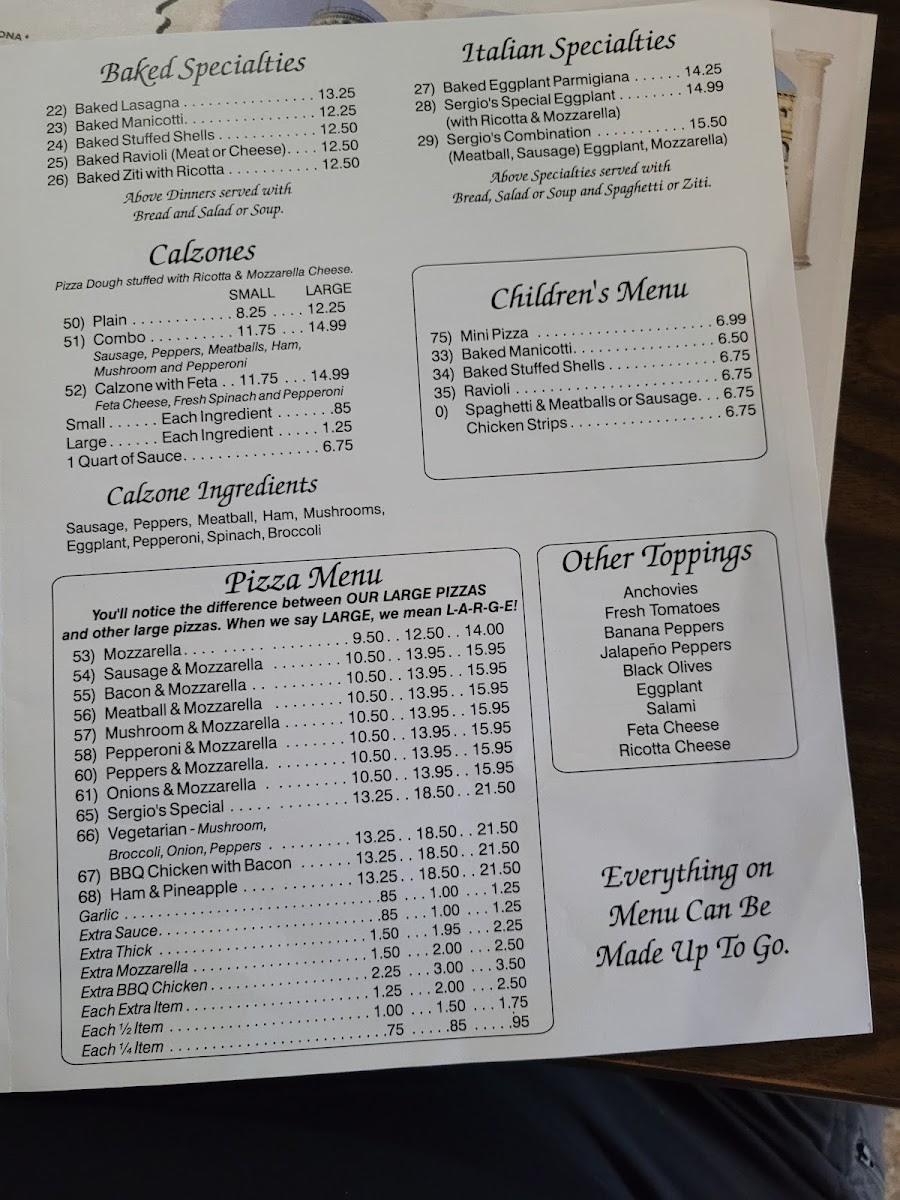 ONA •
Baked Specialties
22) Baked Lasagna . . . . . . . . . . . . . . . . 13.25
23) Baked Manicotti. . . . . . . . . . . . . . . . 12.25
24) Baked Stuffed Shells . . . . . . . . . . . . 12.50
25) Baked Ravioli (Meat or Cheese). . . . 12.50
26) Baked Ziti with Ricotta . . . . . . . . . . . 12.50
Above Dinners served with
Bread and Salad or Soup.
Italian Specialties
27) Baked Eggplant Parmigiana . . . . . . 14.25
28) Sergio's Special Eggplant . . . . . . . . 14.99
(with Ricotta & Mozzarella)
29) Sergio's Combination . . . . . . . . . . . 15.50
(Meatball, Sausage) Eggplant, Mozzarella)
Above Specialties served with
Bread, Salad or Soup and Spaghetti or Ziti.
Calzones
Pizza Dough stuffed with Ricotta & Mozzarella Cheese.
SMALL LARGE
50) Plain . . . . . . . . . . . . 8.25 . . . . 12.25
51) Combo . . . . . . . . . . 11.75 . . . 14.99
Sausage, Peppers, Meatballs, Ham,
Mushroom and Pepperoni
52) Calzone with Feta . . 11.75 . . . 14.99
Feta Cheese, Fresh Spinach and Pepperoni
Small . . . . . . Each Ingredient . . . . . . . .85
Large . . . . . . Each Ingredient . . . . . 1.25
1 Quart of Sauce. . . . . . . . . . . . . . . . 6.75
Calzone Ingredients
Sausage, Peppers, Meatball, Ham, Mushrooms,
Eggplant, Pepperoni, Spinach, Broccoli
Children's Menu
75) Mini Pizza . . . . . . . . . . . . . . . . . . . . . 6.99
33) Baked Manicotti. . . . . . . . . . . . . . . . . 6.50
34) Baked Stuffed Shells . . . . . . . . . . . . . 6.75
35) Ravioli . . . . . . . . . . . . . . . . . . . . . . . . 6.75
0) Spaghetti & Meatballs or Sausage. . . 6.75
Chicken Strips. . . . . . . . . . . . . . . . . . . 6.75
Pizza Menu
You'll notice the difference between OUR LARGE PIZZAS
and other large pizzas. When we say LARGE, we mean L-A-R-G-E!
53) Mozzarella. . . . . . . . . . . . . . . . . . 9.50 . . 12.50 . . 14.00
54) Sausage & Mozzarella . . . . . . . . 10.50 . . 13.95 . . 15.95
55) Bacon & Mozzarella . . . . . . . . . . 10.50 . . 13.95 . . 15.95
56) Meatball & Mozzarella . . . . . . . . 10.50 . . 13.95 . . 15.95
57) Mushroom & Mozzarella . . . . . . . 10.50 . . 13.95 . . 15.95
58) Pepperoni & Mozzarella . . . . . . . 10.50 . . 13.95 . . 15.95
60) Peppers & Mozzarella. . . . . . . . . 10.50 . . 13.95 . . 15.95
61) Onions & Mozzarella . . . . . . . . . 10.50 . . 13.95 . . 15.95
65) Sergio's Special . . . . . . . . . . . . . 13.25 . . 18.50 . . 21.50
66) Vegetarian - Mushroom,
Broccoli, Onion, Peppers . . . . . . . . . 13.25 . . 18.50 . . 21.50
67) BBQ Chicken with Bacon . . . . . . 13.25 . . 18.50 . . 21.50
68) Ham & Pineapple . . . . . . . . . . . . 13.25 . . 18.50 . . 21.50
Garlic . . . . . . . . . . . . . . . . . . . . . . . . . . . .85 . . . 1.00 . . . 1.25
Extra Sauce. . . . . . . . . . . . . . . . . . . . . . . .85 . . . 1.00 . . . 1.25
Extra Thick . . . . . . . . . . . . . . . . . . . . . . . 1.50 . . . 1.95 . . . 2.25
Extra Mozzarella . . . . . . . . . . . . . . . . . . 1.50 . . . 2.00 . . . 2.50
Extra BBQ Chicken . . . . . . . . . . . . . . . . 2.25 . . . 3.00 . . . 3.50
Each Extra Item . . . . . . . . . . . . . . . . . . . 1.25 . . . 2.00 . . . 2.50
Each ½ Item . . . . . . . . . . . . . . . . . . . . . . 1.00 . . . 1.50 . . . 1.75
Each ¼ Item . . . . . . . . . . . . . . . . . . . . . . . .75 . . . . .85 . . . . .95
Other Toppings
Anchovies
Fresh Tomatoes
Banana Peppers
Jalapeño Peppers
Black Olives
Eggplant
Salami
Feta Cheese
Ricotta Cheese
Everything on
Menu Can Be
Made Up To Go.